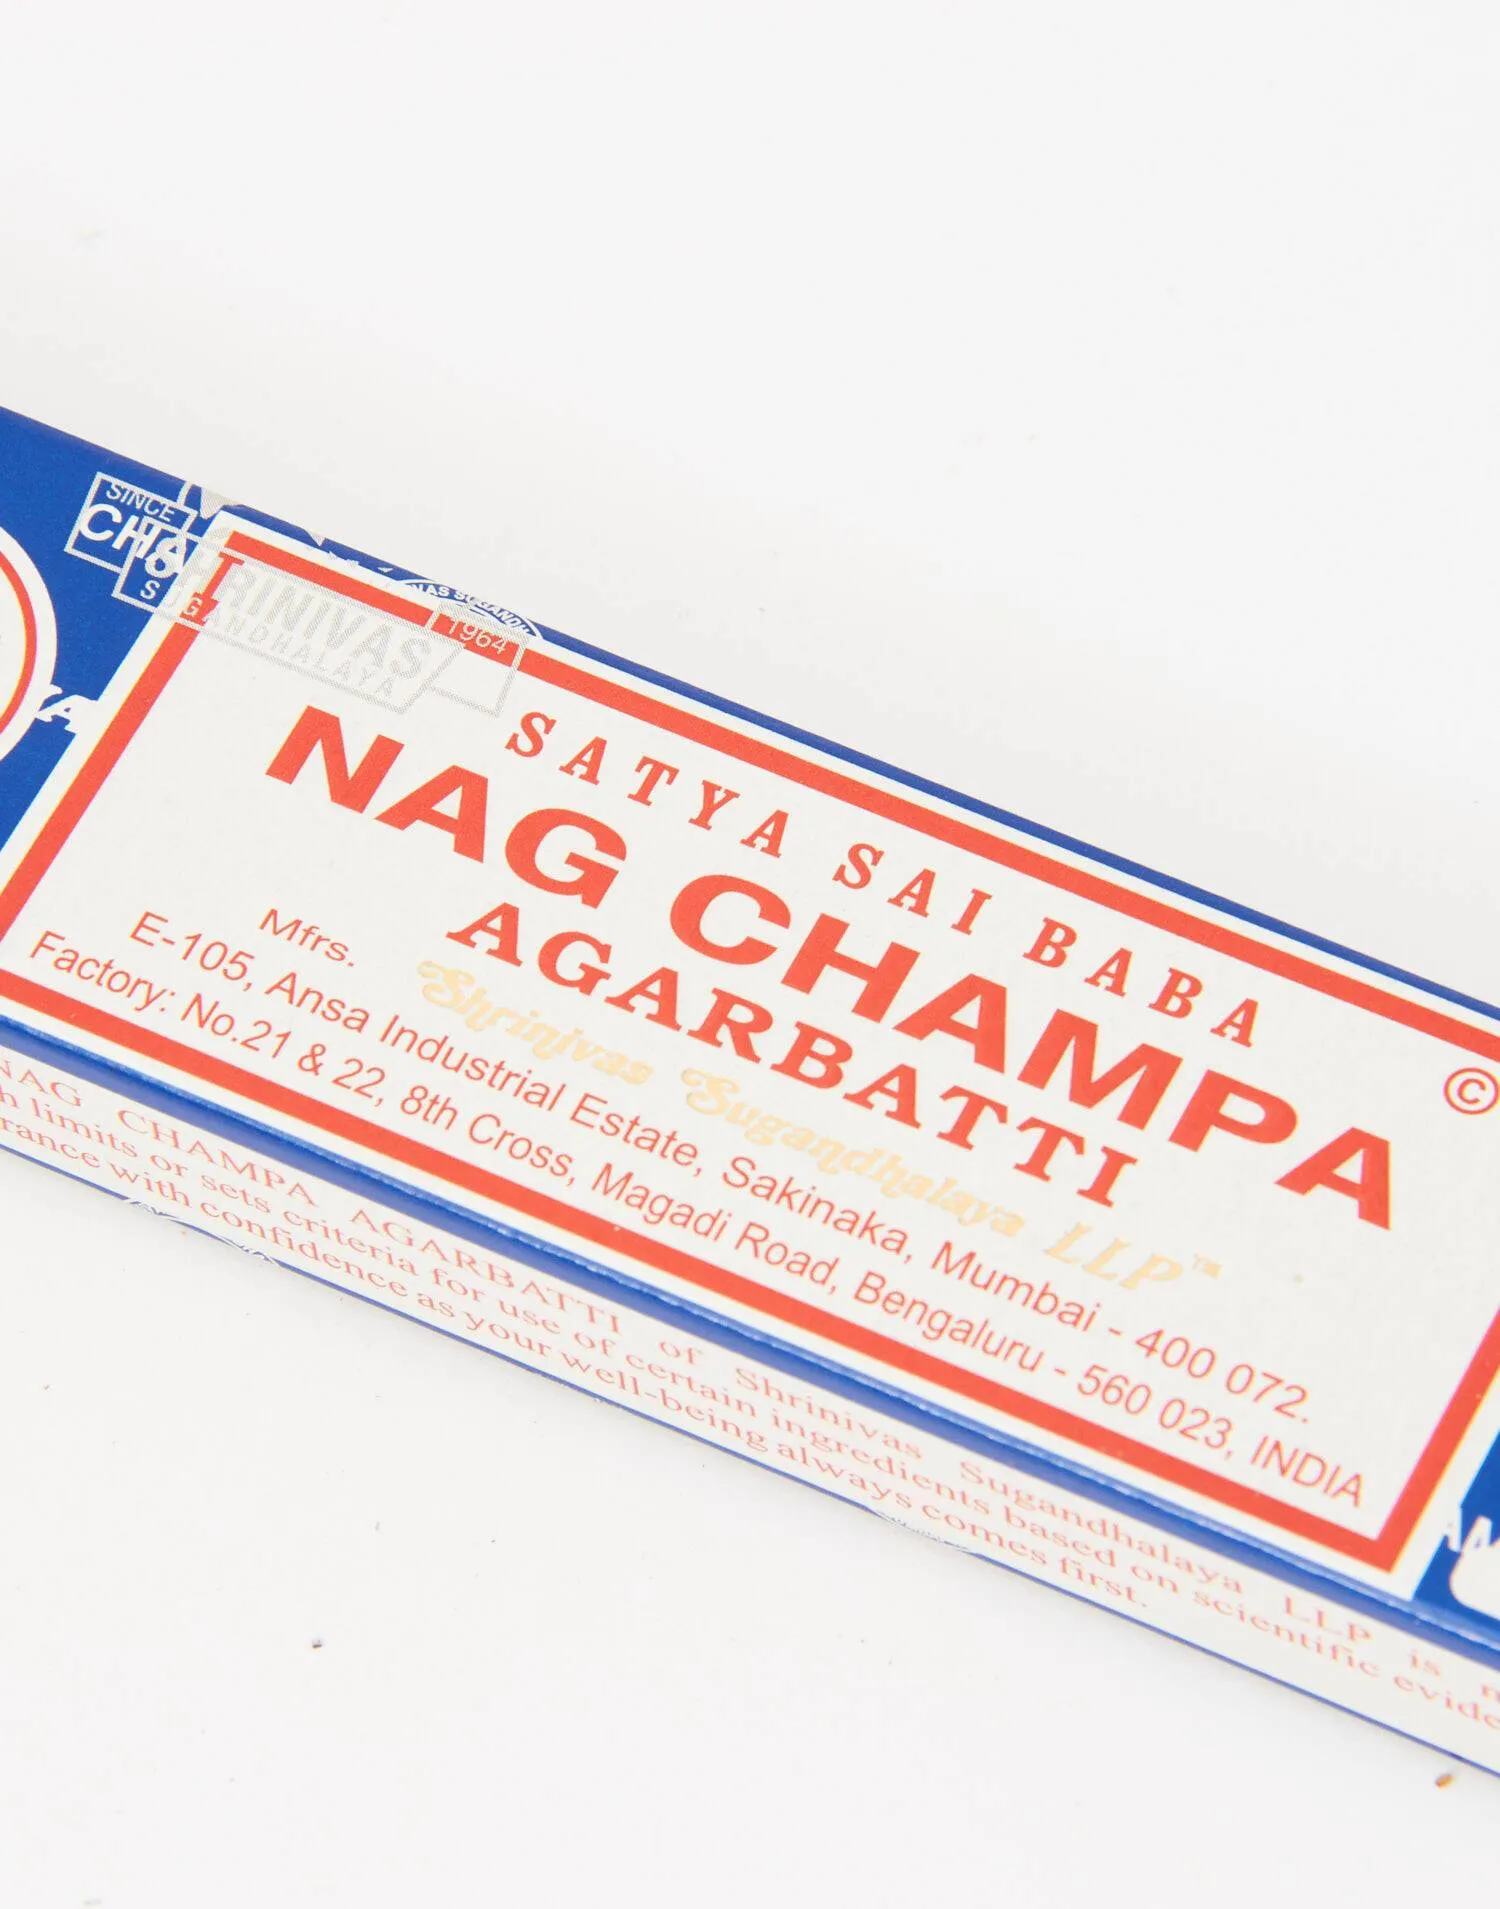 SINCE
SHRINIVAS
SUGANDHALAYA
1964
SATYA SAI BABA
NAG CHAMPA
©
AGARBATTI
Mfrs.
Shrinivas Sugandhalaya LLP™
E-105, Ansa Industrial Estate, Sakinaka, Mumbai - 400 072.
Factory: No.21 & 22, 8th Cross, Magadi Road, Bengaluru - 560 023, INDIA
NAG CHAMPA AGARBATTI of Shrinivas Sugandhalaya LLP is
limits or sets criteria for use of certain ingredients based on scientific
with confidence as your well-being always comes first.